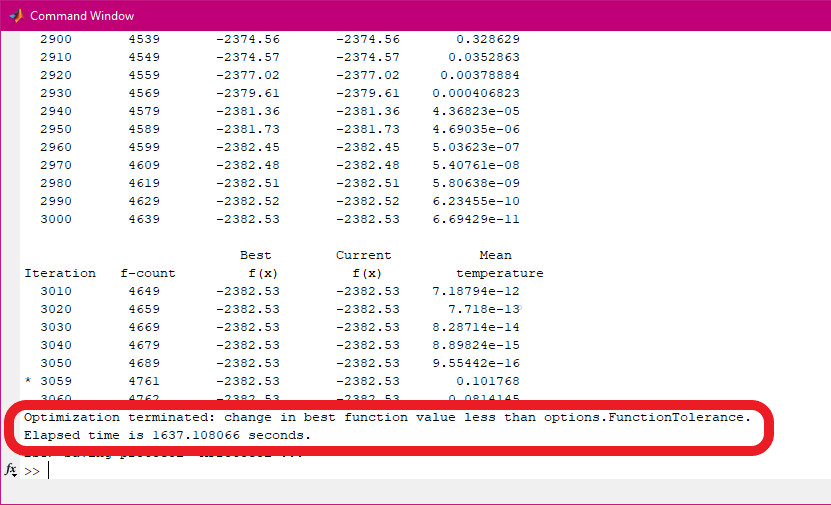 Command Window
2900 4539 -2374.56 -2374.56 0.328629
2910 4549 -2374.57 -2374.57 0.0352863
2920 4559 -2377.02 -2377.02 0.00378884
2930 4569 -2379.61 -2379.61 0.000406823
2940 4579 -2381.36 -2381.36 4.36823e-05
2950 4589 -2381.73 -2381.73 4.69035e-06
2960 4599 -2382.45 -2382.45 5.03623e-07
2970 4609 -2382.48 -2382.48 5.40761e-08
2980 4619 -2382.51 -2382.51 5.80638e-09
2990 4629 -2382.52 -2382.52 6.23455e-10
3000 4639 -2382.53 -2382.53 6.69429e-11
Best Current Mean
Iteration f-count f(x) f(x) temperature
3010 4649 -2382.53 -2382.53 7.18794e-12
3020 4659 -2382.53 -2382.53 7.718e-13
3030 4669 -2382.53 -2382.53 8.28714e-14
3040 4679 -2382.53 -2382.53 8.89824e-15
3050 4689 -2382.53 -2382.53 9.55442e-16
* 3059 4761 -2382.53 -2382.53 0.101768
3060 4762 -2382.53 -2382.53 0.0814145
Optimization terminated: change in best function value less than options.FunctionTolerance.
Elapsed time is 1637.108066 seconds.
fx >>